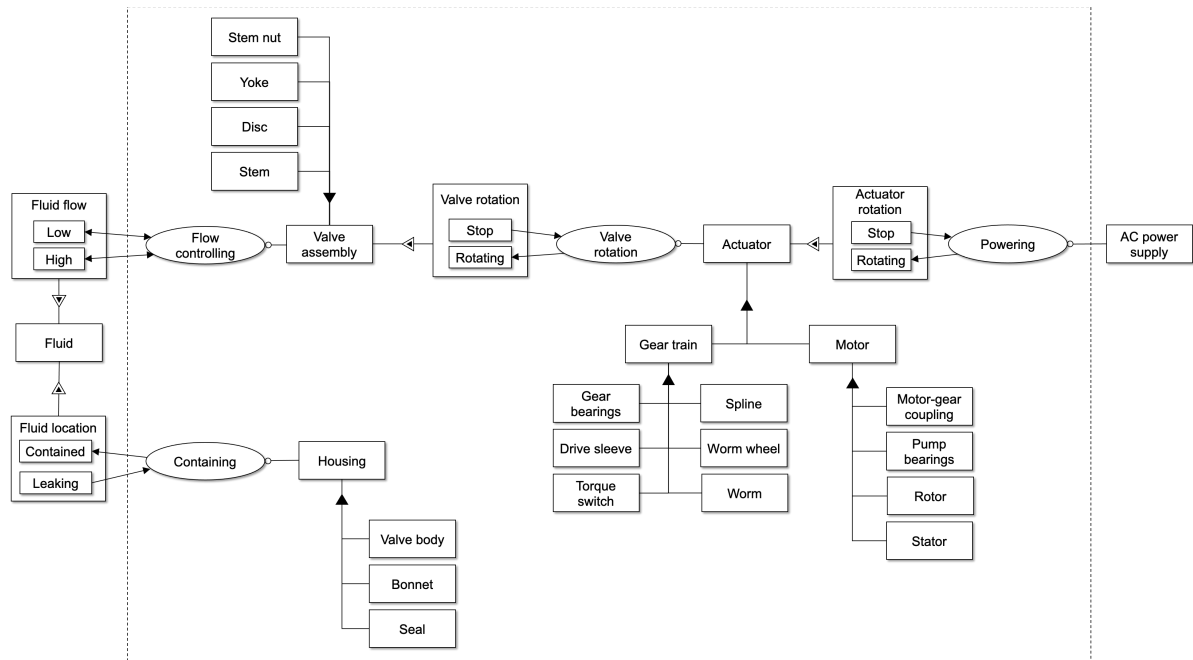 Stem nut
Yoke
Disc
Stem
Fluid flow
Low
High
Flow
controlling
Valve
assembly
Valve rotation
Stop
Rotating
Valve
rotation
Actuator
Actuator
rotation
Stop
Rotating
Powering
AC power
supply
Fluid
Gear train
Motor
Gear
bearings
Spline
Drive sleeve
Worm wheel
Torque
switch
Worm
Motor-gear
coupling
Pump
bearings
Rotor
Stator
Fluid location
Contained
Leaking
Containing
Housing
Valve body
Bonnet
Seal